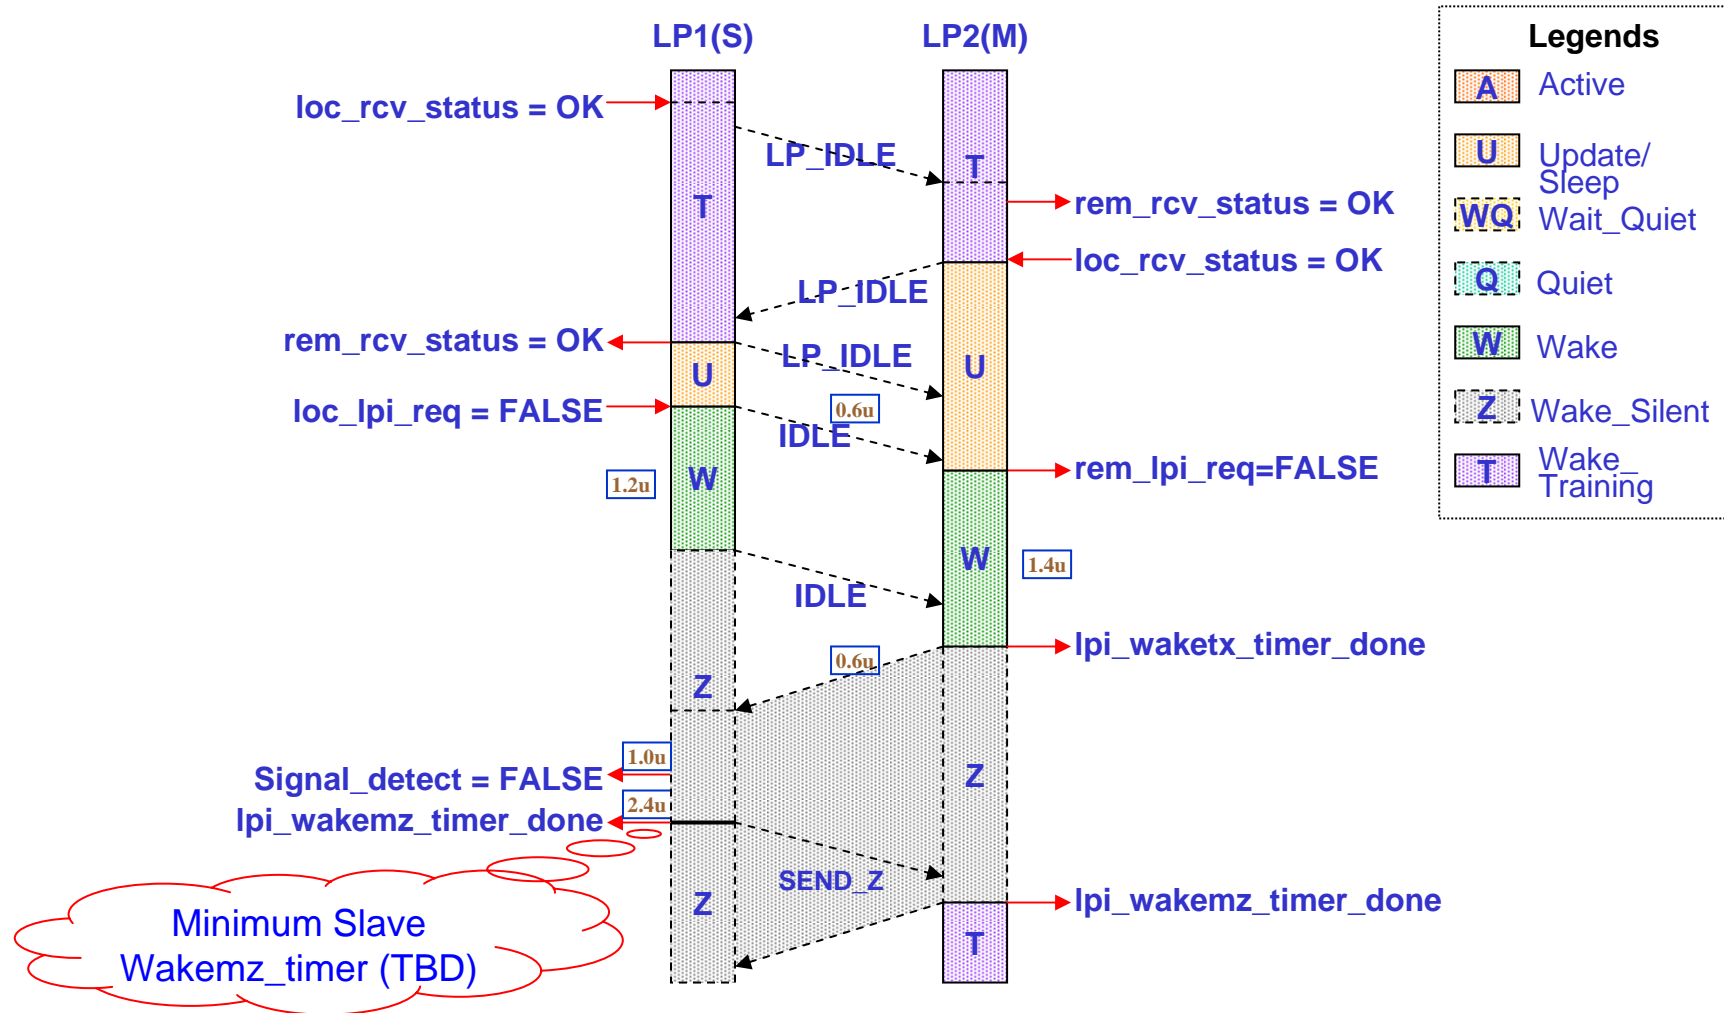 LP1(S)
LP2(M)
loc_rcv_status = OK
LP_IDLE
T
T
rem_rcv_status = OK
loc_rcv_status = OK
LP_IDLE
rem_rcv_status = OK
LP_IDLE
U
U
loc_lpi_req = FALSE
0.6u
IDLE
rem_lpi_req=FALSE
1.2u
W
W
1.4u
IDLE
lpi_waketx_timer_done
0.6u
Z
1.0u
Signal_detect = FALSE
Z
2.4u
lpi_wakemz_timer_done
SEND_Z
Z
lpi_wakemz_timer_done
T
Minimum Slave
Wakemz_timer (TBD)
Legends
A Active
U Update/
Sleep
WQ Wait_Quiet
Q Quiet
W Wake
Z Wake_Silent
T Wake_
Training